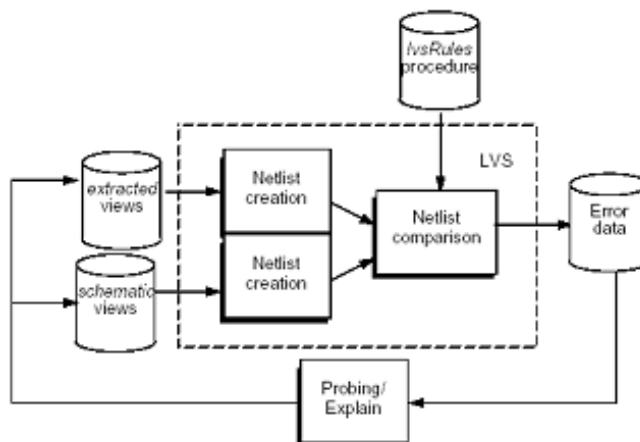 lvsRules
procedure
LVS
extracted
views
Netlist
creation
Netlist
comparison
Error
data
schematic
views
Netlist
creation
Probing/
Explain